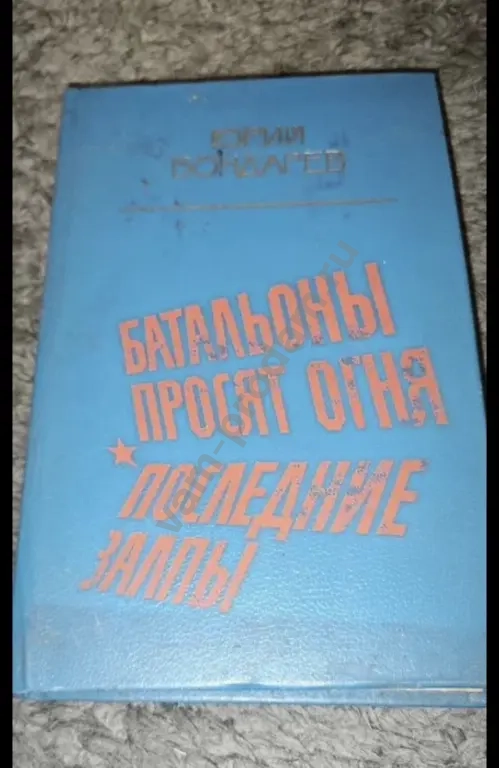 ЮРИЙ
БОНДАРЕВ
БАТАЛЬОНЫ
ПРОСЯТ ОГНЯ
ПОСЛЕДНИЕ
ЗАЛПЫ